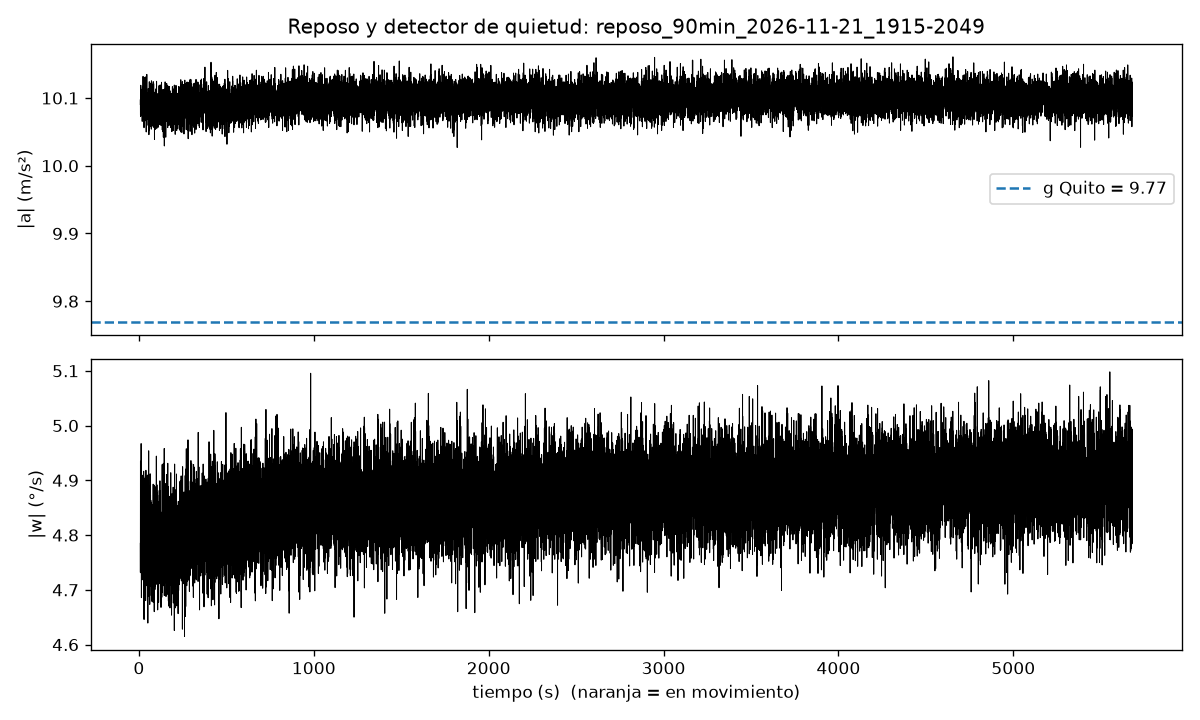 Reposo y detector de quietud: reposo_90min_2026-11-21_1915-2049
|a| (m/s²)
10.1
10.0
9.9
9.8
g Quito = 9.77
|w| (°/s)
5.1
5.0
4.9
4.8
4.7
4.6
0 1000 2000 3000 4000 5000
tiempo (s) (naranja = en movimiento)